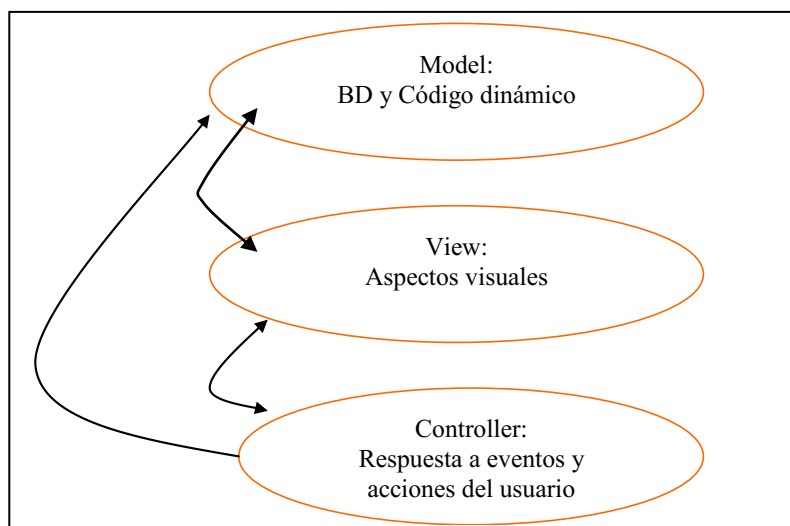 Model:
BD y Código dinámico
View:
Aspectos visuales
Controller:
Respuesta a eventos y
acciones del usuario